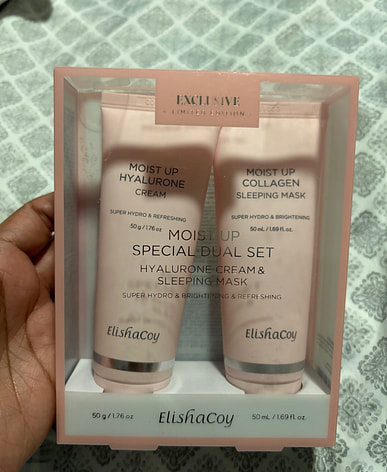 EXCLUSIVE
LIMITED EDITION
MOIST UP
HYALURONE
CREAM
SUPER HYDRO & REFRESHING
50 g / 1.76 oz
MOIST UP
COLLAGEN
SLEEPING MASK
SUPER HYDRO & BRIGHTENING
50 mL / 1.69 fl. oz.
MOIST UP
SPECIAL DUAL SET
HYALURONE CREAM &
SLEEPING MASK
SUPER HYDRO & BRIGHTENING & REFRESHING
ElishaCoy
ElishaCoy
50 g / 1.76 oz
ElishaCoy
50 mL / 1.69 fl. oz.